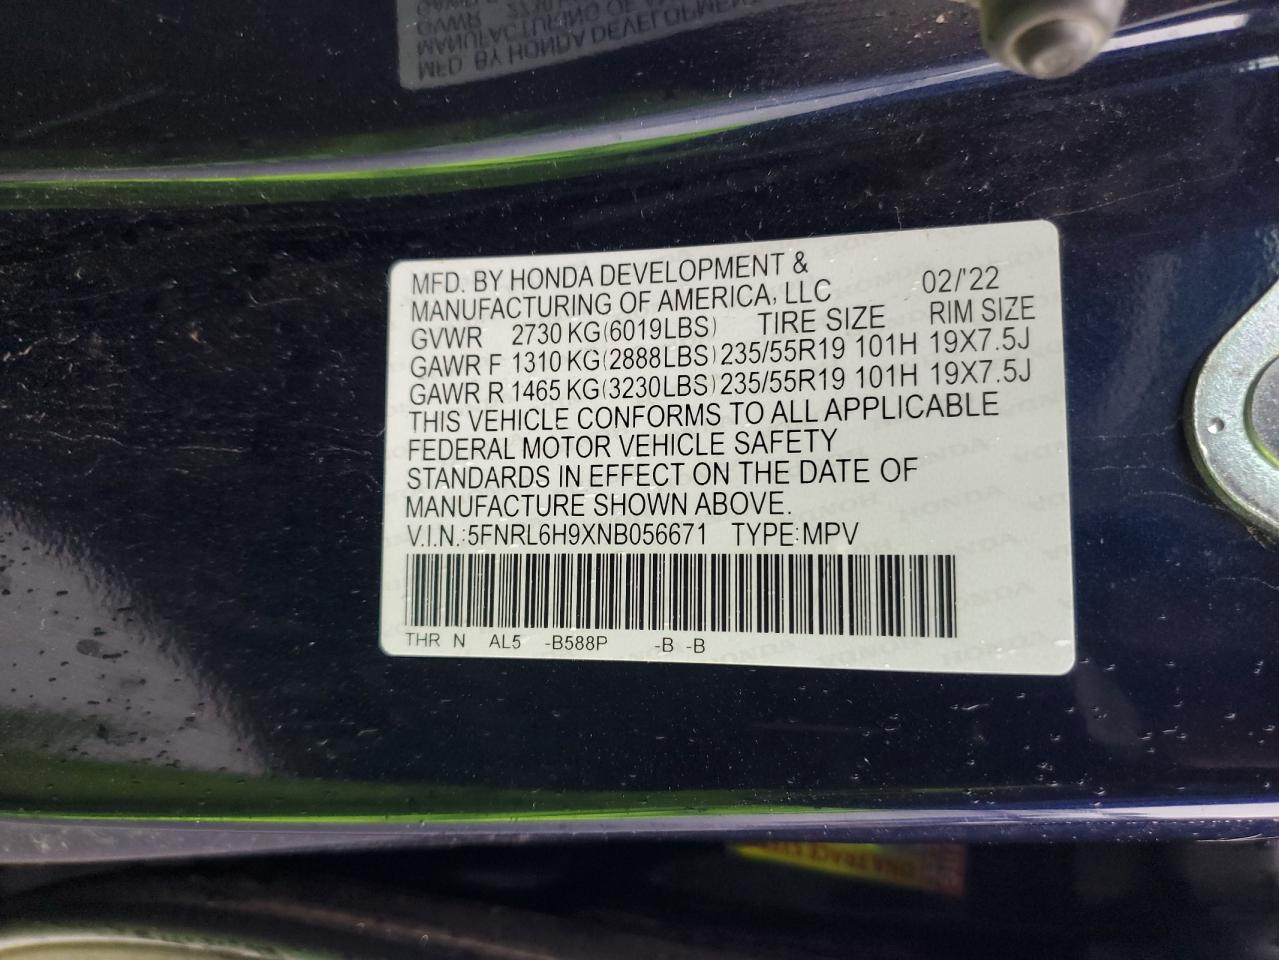 MFD. BY HONDA DEVELOPMENT &
MANUFACTURING OF AMERICA, LLC 02/'22
GVWR 2730 KG(6019LBS) TIRE SIZE RIM SIZE
GAWR F 1310 KG(2888LBS) 235/55R19 101H 19X7.5J
GAWR R 1465 KG(3230LBS) 235/55R19 101H 19X7.5J
THIS VEHICLE CONFORMS TO ALL APPLICABLE
FEDERAL MOTOR VEHICLE SAFETY
STANDARDS IN EFFECT ON THE DATE OF
MANUFACTURE SHOWN ABOVE.
V.I.N.:5FNRL6H9XNB056671 TYPE:MPV
THR N AL5 -B588P -B -B